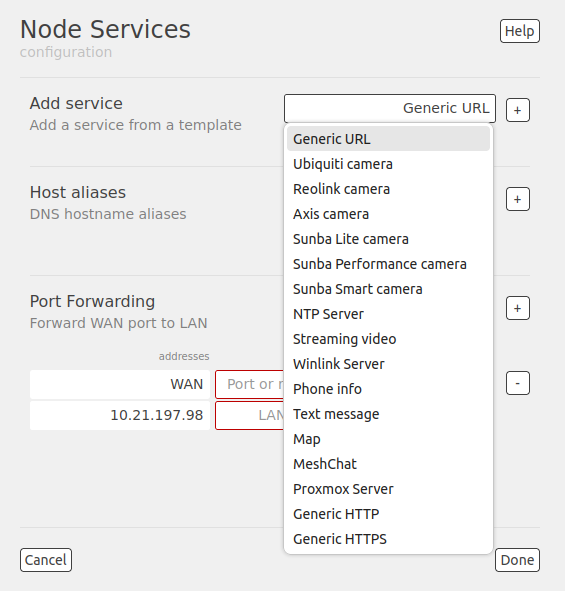 Node Services
Help
configuration
Add service
Generic URL
+
Add a service from a template
Generic URL
Ubiquiti camera
Reolink camera
Axis camera
Sunba Lite camera
Sunba Performance camera
Sunba Smart camera
NTP Server
Streaming video
Winlink Server
Phone info
Text message
Map
MeshChat
Proxmox Server
Generic HTTP
Generic HTTPS
Host aliases
+
DNS hostname aliases
Port Forwarding
+
Forward WAN port to LAN
addresses
WAN
Port or
-
10.21.197.98
LAN
Cancel
Done